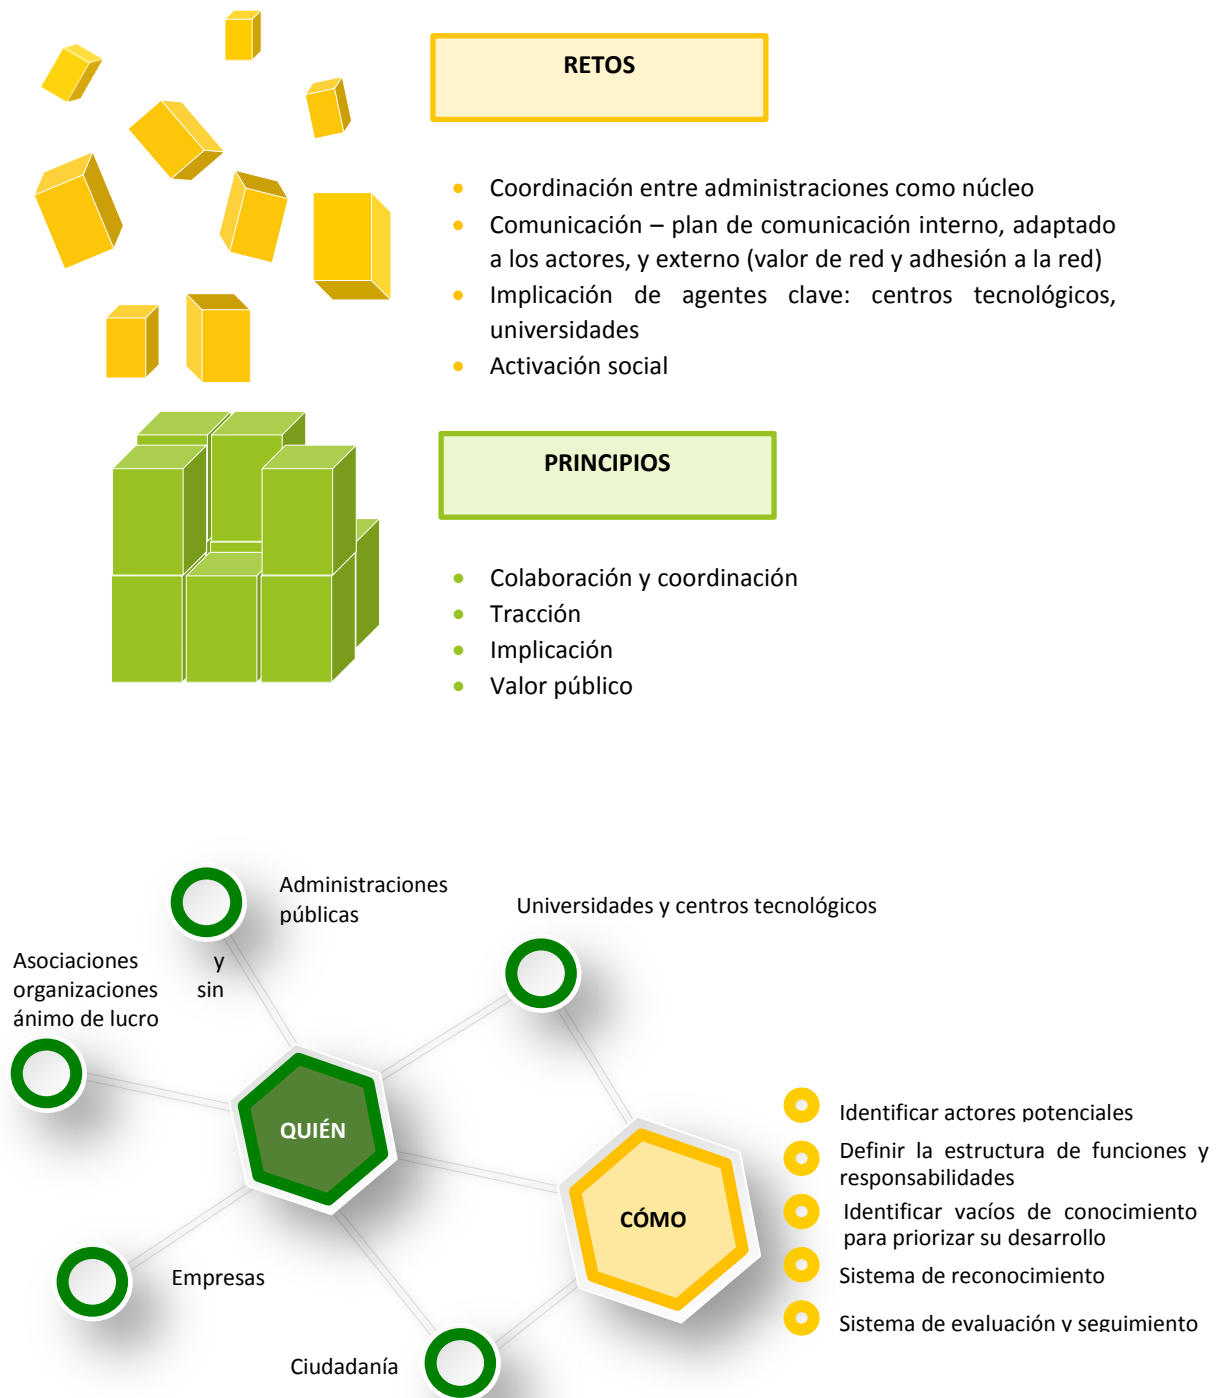 RETOS
• Coordinación entre administraciones como núcleo
• Comunicación – plan de comunicación interno, adaptado
a los actores, y externo (valor de red y adhesión a la red)
• Implicación de agentes clave: centros tecnológicos,
universidades
• Activación social
PRINCIPIOS
• Colaboración y coordinación
• Tracción
• Implicación
• Valor público
Administraciones
públicas
Universidades y centros tecnológicos
Asociaciones y
organizaciones sin
ánimo de lucro
QUIÉN
CÓMO
Empresas
Ciudadanía
Identificar actores potenciales
Definir la estructura de funciones y
responsabilidades
Identificar vacíos de conocimiento
para priorizar su desarrollo
Sistema de reconocimiento
Sistema de evaluación y seguimiento